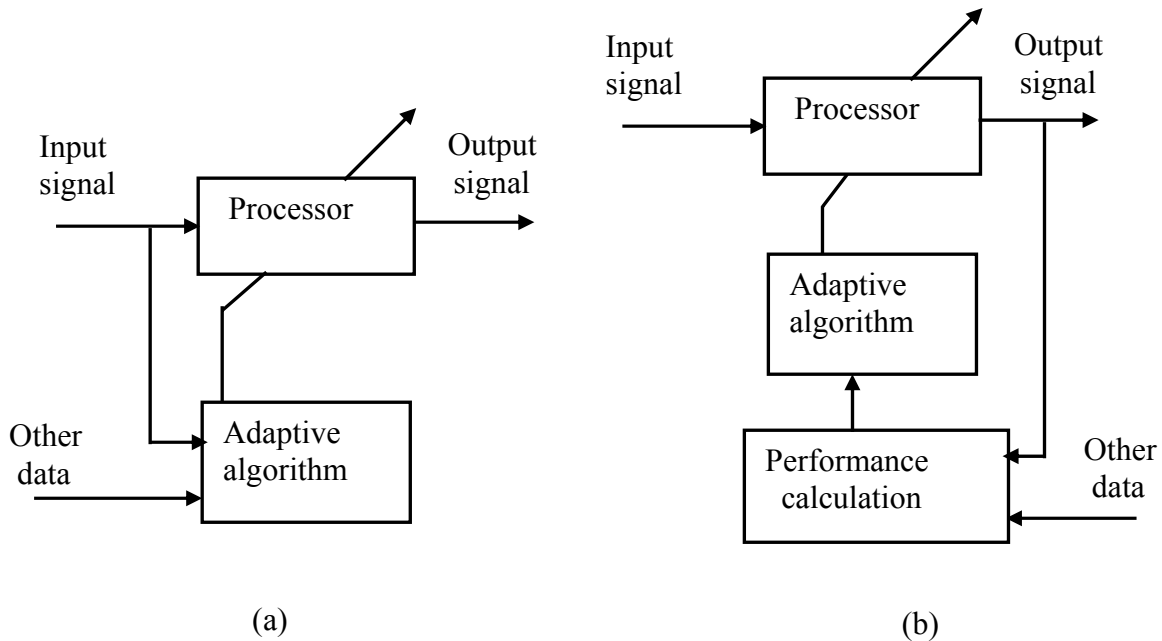 Input
signal
Processor
Output
signal
Adaptive
algorithm
Other
data
(a)
Input
signal
Processor
Output
signal
Adaptive
algorithm
Performance
calculation
Other
data
(b)